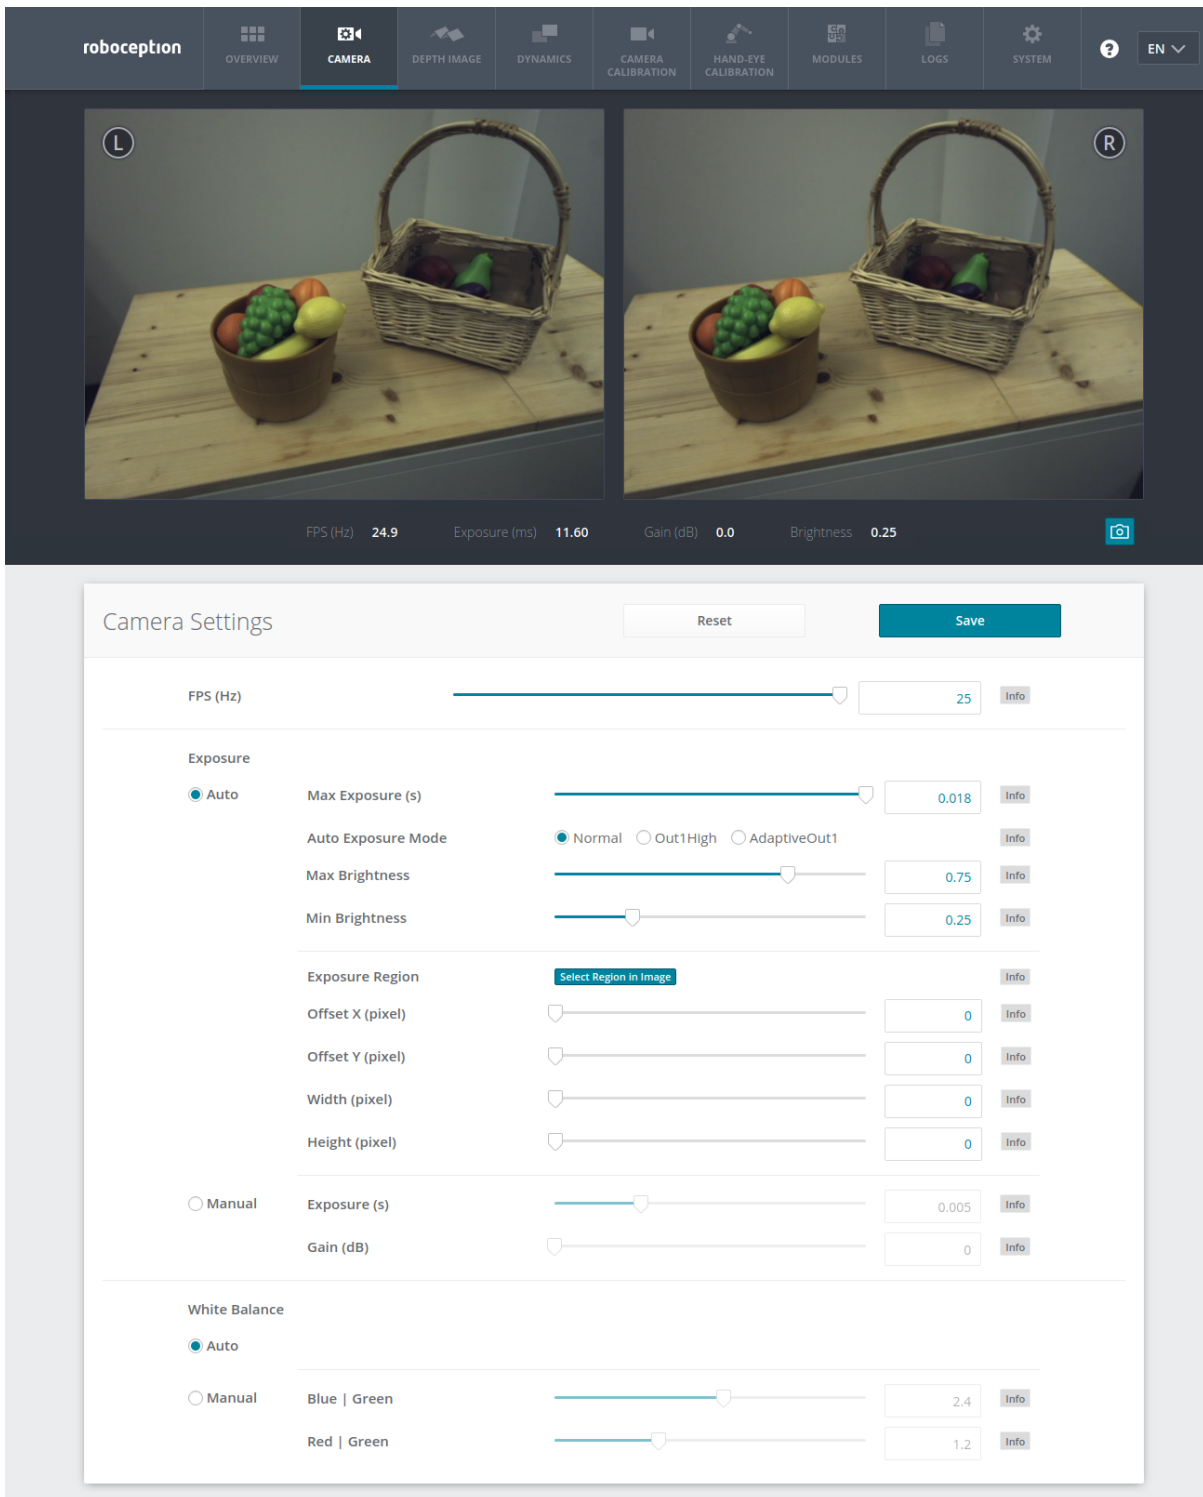 roboception
OVERVIEW
CAMERA
DEPTH IMAGE
DYNAMICS
CAMERA
CALIBRATION
HAND-EYE
CALIBRATION
MODULES
LOGS
SYSTEM
?
EN
L
R
FPS (Hz) 24.9 Exposure (ms) 11.60 Gain (dB) 0.0 Brightness 0.25
Camera Settings Reset Save
FPS (Hz) 25 Info
Exposure
Auto Max Exposure (s) 0.018 Info
Auto Exposure Mode Normal Out1High AdaptiveOut1 Info
Max Brightness 0.75 Info
Min Brightness 0.25 Info
Exposure Region Select Region in Image Info
Offset X (pixel) 0 Info
Offset Y (pixel) 0 Info
Width (pixel) 0 Info
Height (pixel) 0 Info
Manual Exposure (s) 0.005 Info
Gain (dB) 0 Info
White Balance
Auto
Manual Blue | Green 2.4 Info
Red | Green 1.2 Info